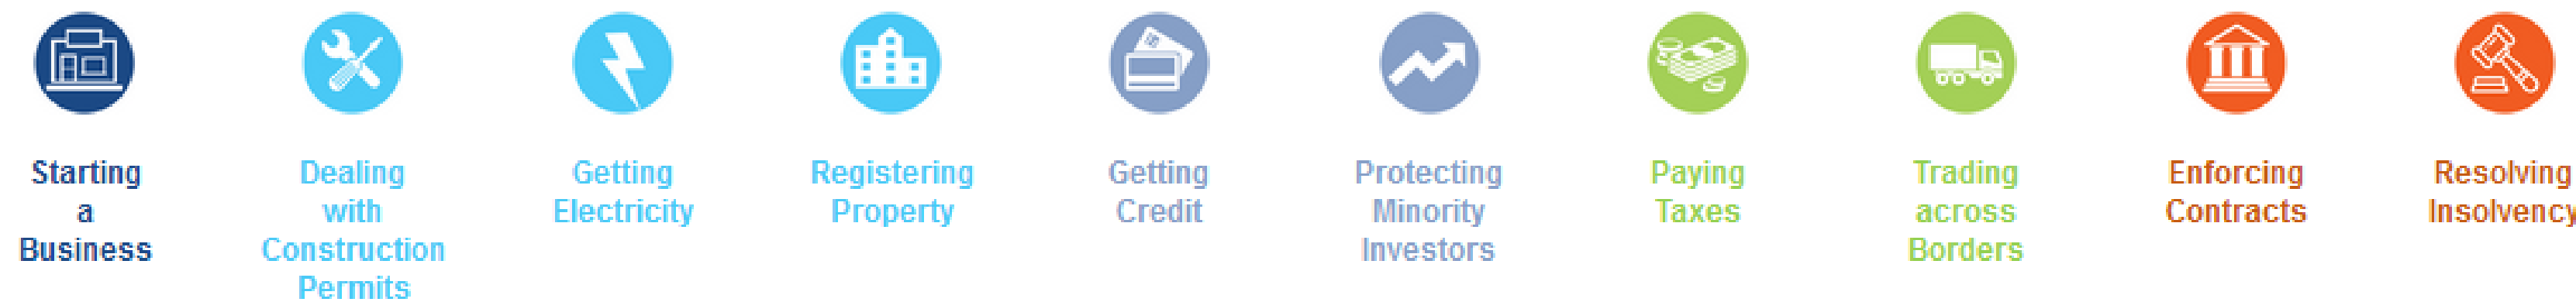 Starting
a
Business
Dealing
with
Construction
Permits
Getting
Electricity
Registering
Property
Getting
Credit
Protecting
Minority
Investors
Paying
Taxes
Trading
across
Borders
Enforcing
Contracts
Resolving
Insolvency